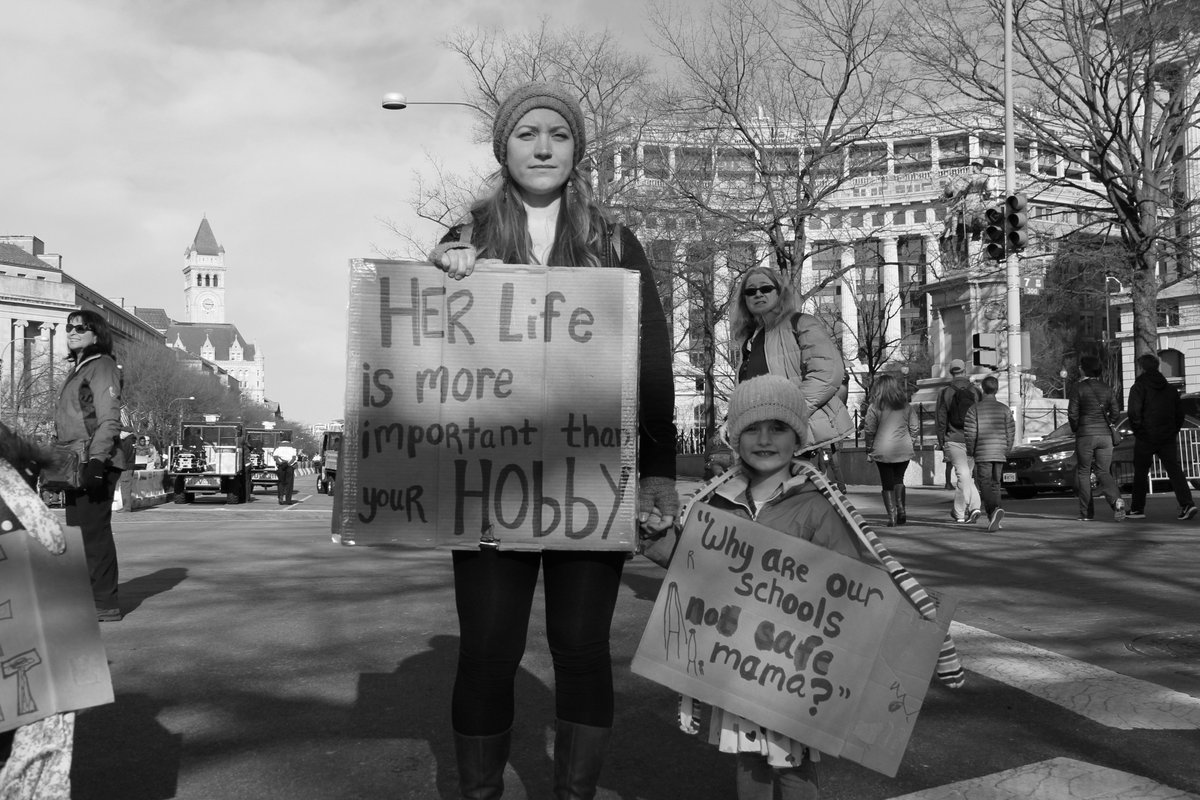 HER Life
is more
important than
your HOBBY
"Why are our
schools
not safe
mama?"